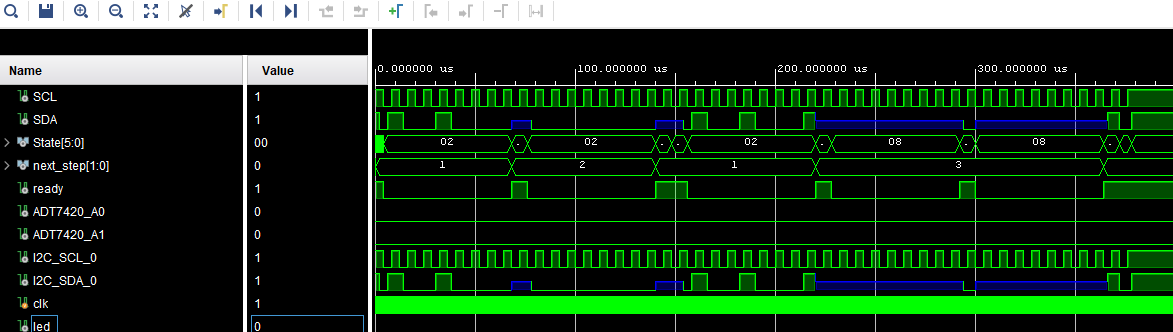 Name Value
0.000000 us 100.000000 us 200.000000 us 300.000000 us
SCL 1
SDA 1
State[5:0] 00 02 - 02 - - 02 - 08 - 08 -
next_step[1:0] 0 1 2 1 3
ready 1
ADT7420_A0 0
ADT7420_A1 0
I2C_SCL_0 1
I2C_SDA_0 1
clk 1
led 0